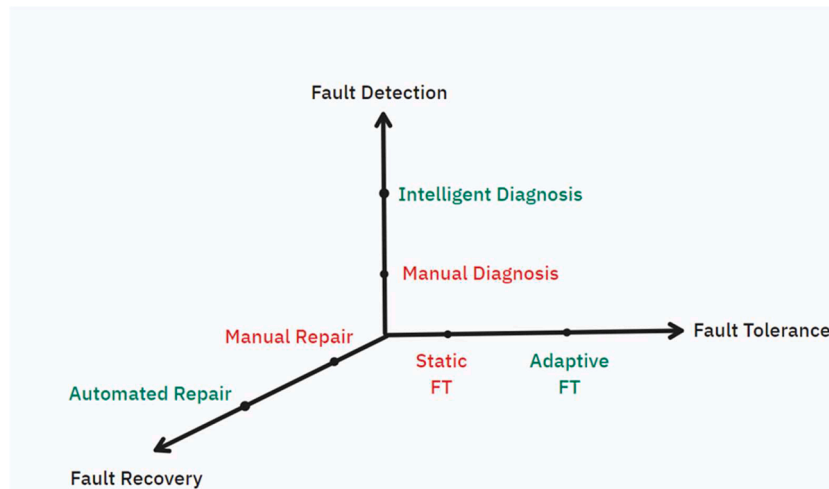 Fault Detection
Intelligent Diagnosis
Manual Diagnosis
Manual Repair
Fault Tolerance
Static
FT
Adaptive
FT
Automated Repair
Fault Recovery